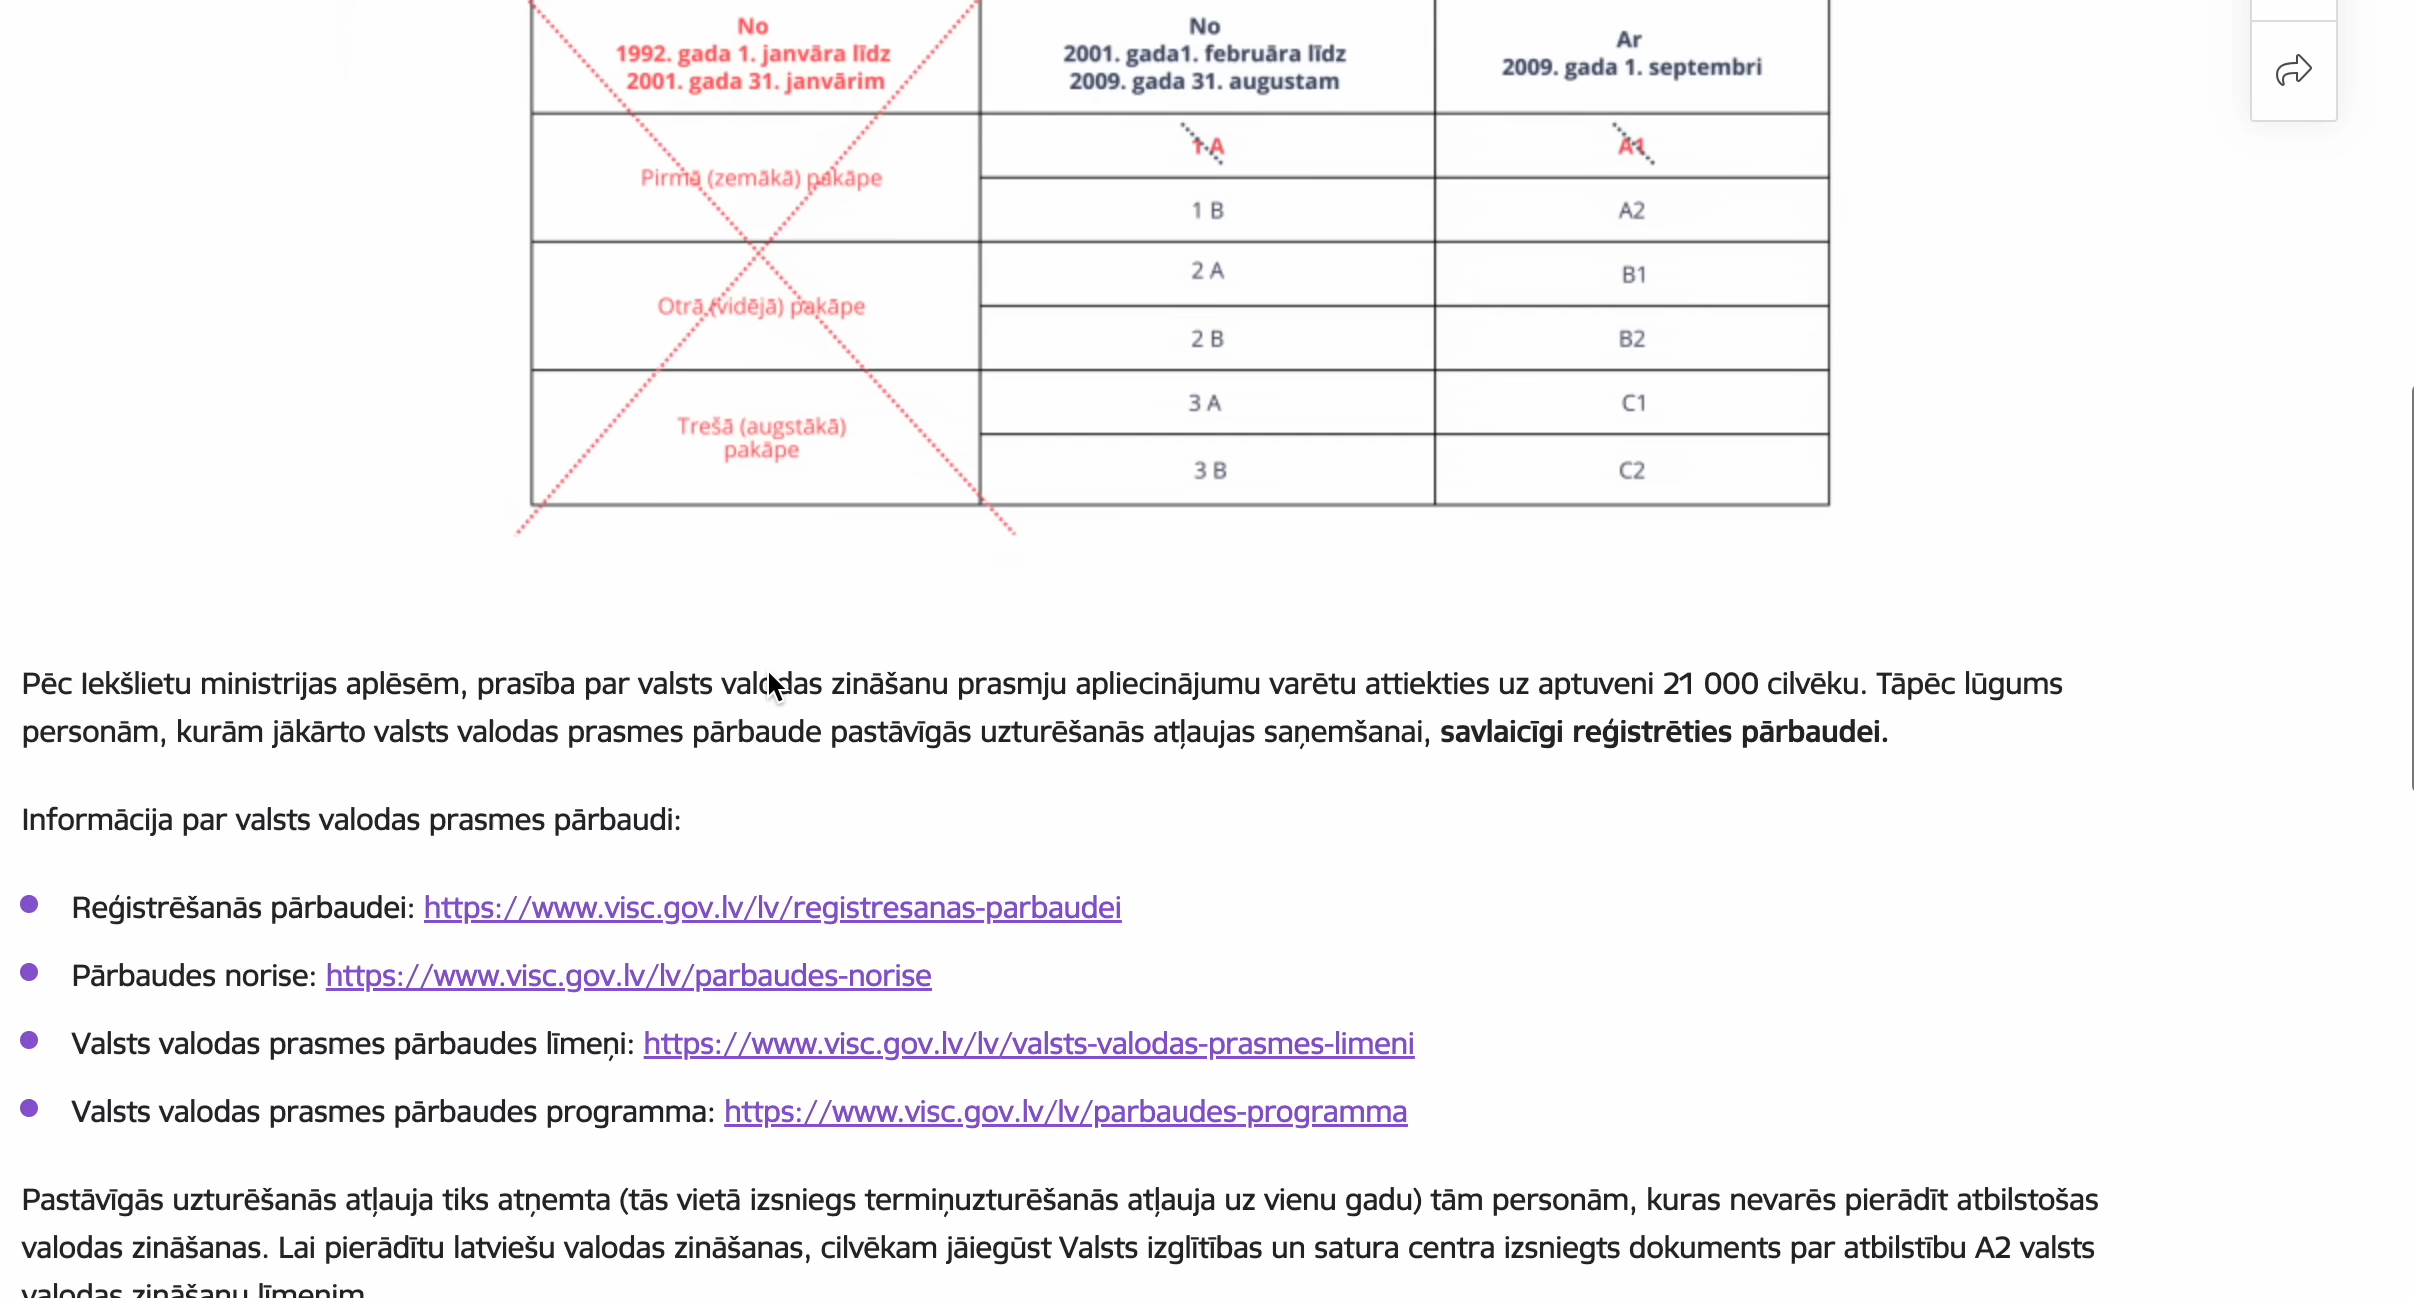 No
1992. gada 1. janvāra līdz
2001. gada 31. janvārim
No
2001. gada1. februāra līdz
2009. gada 31. augustam
Ar
2009. gada 1. septembri
Pirmā (zemākā) pakāpe
1 A
A1
1 B
A2
Otrā (vidējā) pakāpe
2 A
B1
2 B
B2
Trešā (augstākā)
pakāpe
3 A
C1
3 B
C2
Pēc Iekšlietu ministrijas aplēsēm, prasība par valsts valodas zināšanu prasmju apliecinājumu varētu attiekties uz aptuveni 21 000 cilvēku. Tāpēc lūgums
personām, kurām jākārto valsts valodas prasmes pārbaude pastāvīgās uzturēšanās atļaujas saņemšanai, savlaicīgi reģistrēties pārbaudei.
Informācija par valsts valodas prasmes pārbaudi:
Reģistrēšanās pārbaudei: https://www.visc.gov.lv/lv/registresanas-parbaudei
Pārbaudes norise: https://www.visc.gov.lv/lv/parbaudes-norise
Valsts valodas prasmes pārbaudes līmeņi: https://www.visc.gov.lv/lv/valsts-valodas-prasmes-limeni
Valsts valodas prasmes pārbaudes programma: https://www.visc.gov.lv/lv/parbaudes-programma
Pastāvīgās uzturēšanās atļauja tiks atņemta (tās vietā izsniegs termiņuzturēšanās atļauja uz vienu gadu) tām personām, kuras nevarēs pierādīt atbilstošas
valodas zināšanas. Lai pierādītu latviešu valodas zināšanas, cilvēkam jāiegūst Valsts izglītības un satura centra izsniegts dokuments par atbilstību A2 valsts
valodas zināšanu līmenim